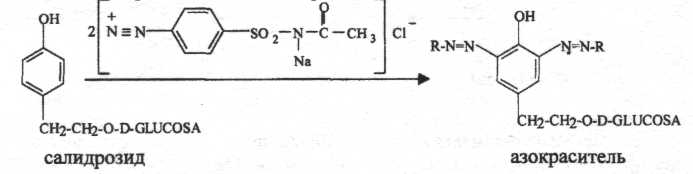 OH
2 [N≡N+ SO2-N-C-CH3 O Na] Cl−
OH
R-N=N N=N-R
CH2-CH2-O-D-GLUCOSA
CH2-CH2-O-D-GLUCOSA
салидрозид
азокраситель